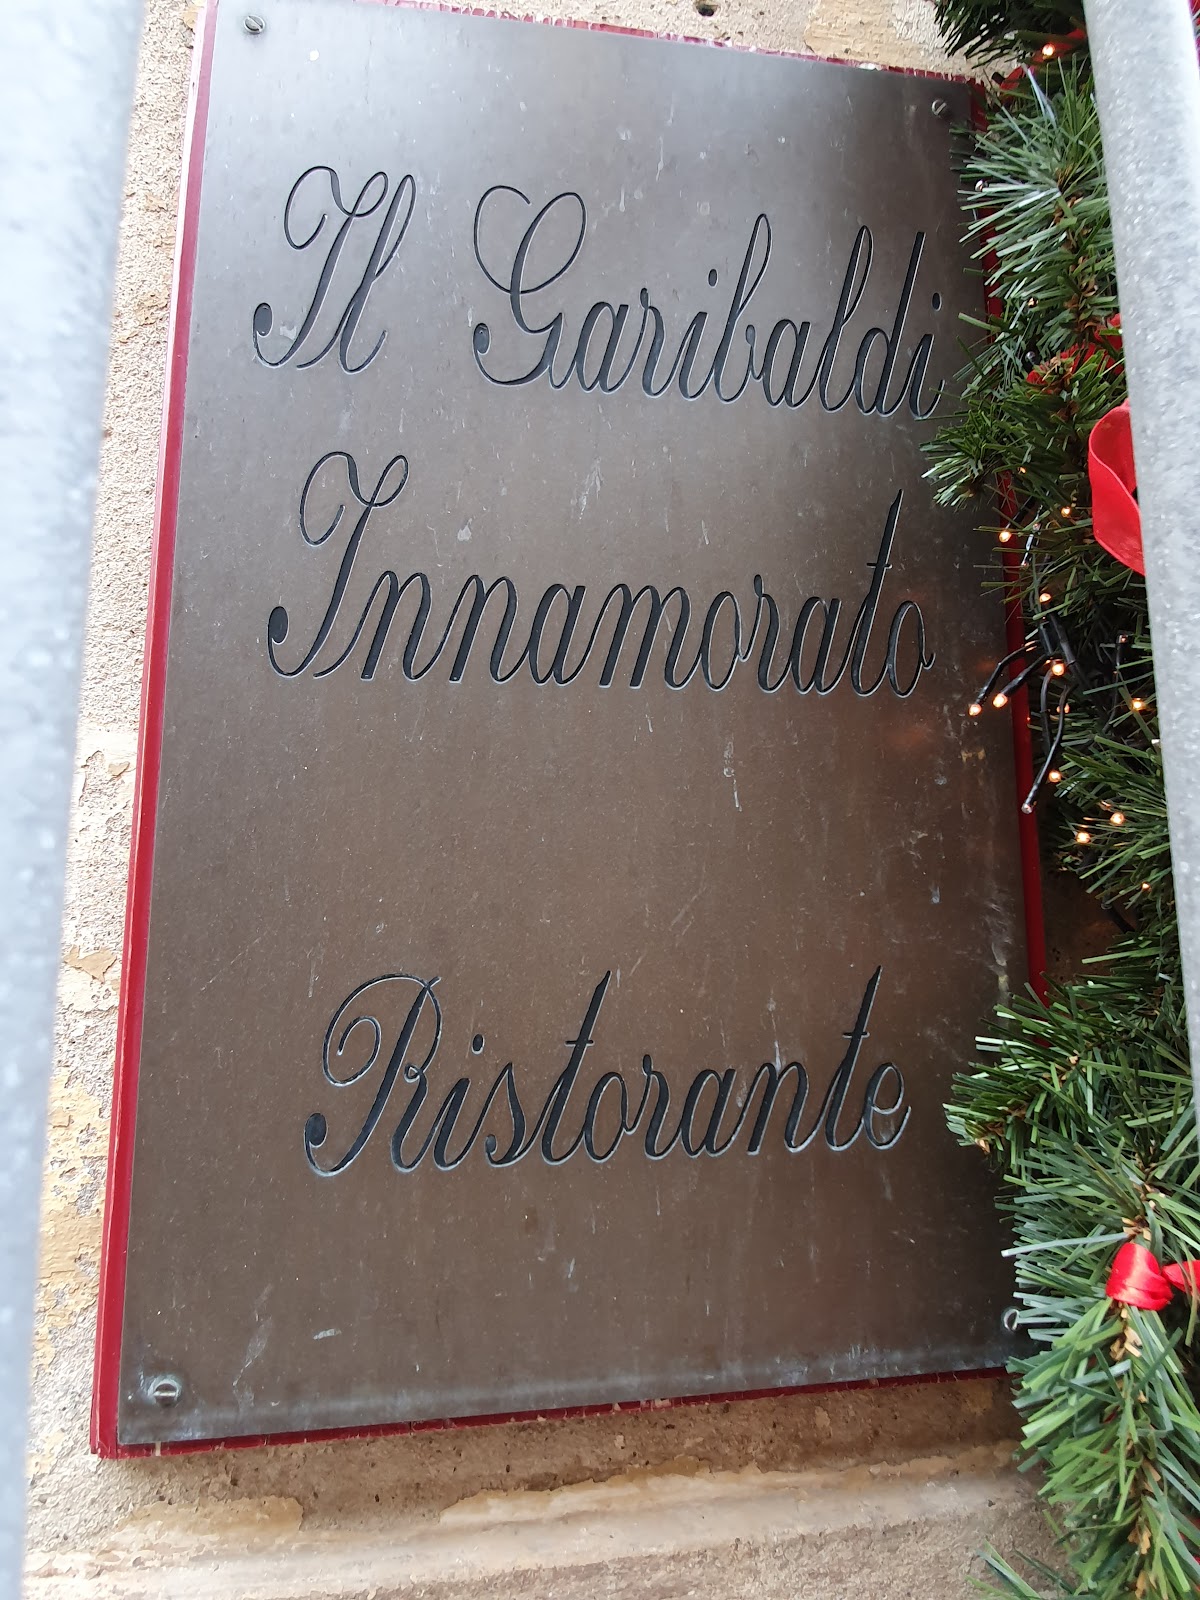 Il Garibaldi
Innamorato
Ristorante